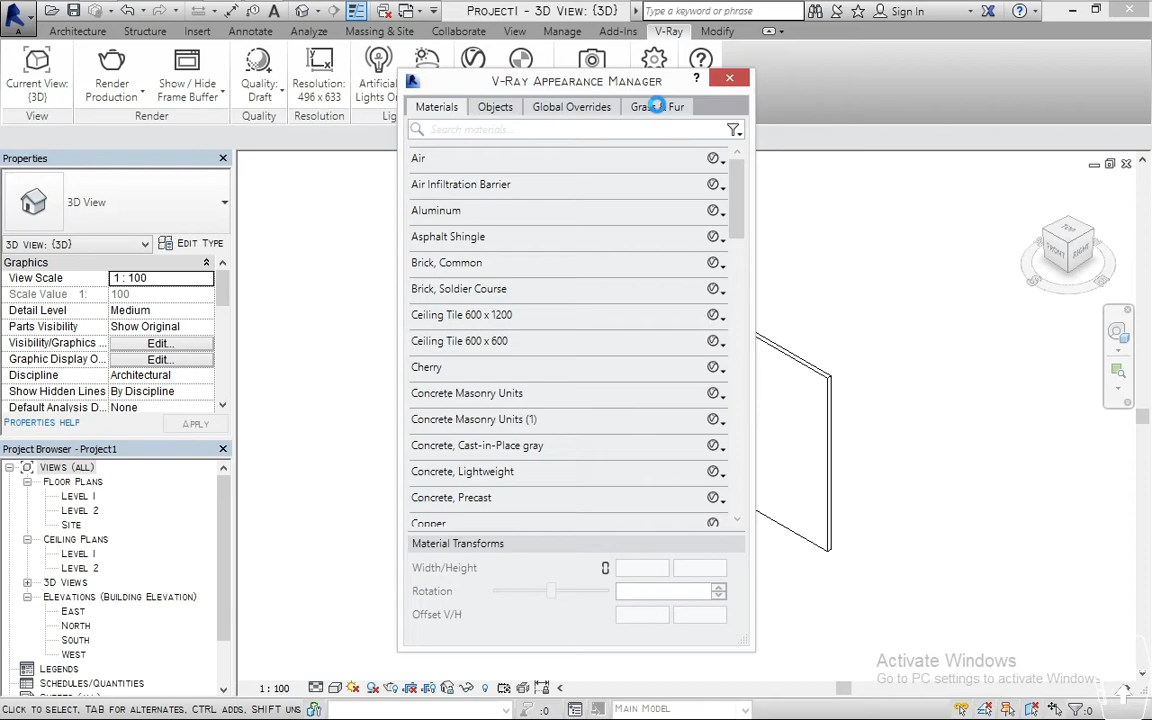 Project1 - 3D View: {3D}
Type a keyword or phrase
Sign In
Architecture Structure Insert Annotate Analyze Massing & Site Collaborate View Manage Add-Ins V-Ray Modify
Current View: {3D}
Render Production
Show / Hide Frame Buffer
Quality: Draft
Resolution: 496 x 633
Artificial Lights O
View Render Quality Resolution
V-Ray Appearance Manager
Materials Objects Global Overrides
Search materials...
Air
Air Infiltration Barrier
Aluminum
Asphalt Shingle
Brick, Common
Brick, Soldier Course
Ceiling Tile 600 x 1200
Ceiling Tile 600 x 600
Cherry
Concrete Masonry Units
Concrete Masonry Units (1)
Concrete, Cast-in-Place gray
Concrete, Lightweight
Concrete, Precast
Copper
Material Transforms
Width/Height
Rotation
Offset V/H
Properties
3D View
3D View: {3D} Edit Type
Graphics
View Scale 1 : 100
Scale Value 1: 100
Detail Level Medium
Parts Visibility Show Original
Visibility/Graphics ... Edit...
Graphic Display O... Edit...
Discipline Architectural
Show Hidden Lines By Discipline
Default Analysis D... None
Properties help Apply
Project Browser - Project1
Views (all)
Floor Plans
Level 1
Level 2
Site
Ceiling Plans
Level 1
Level 2
3D Views
Elevations (Building Elevation)
East
North
South
West
Legends
Schedules/Quantities
TOP
FRONT RIGHT
Activate Windows
Go to PC settings to activate Windows.
1 : 100
Click to select, TAB for alternates, CTRL adds, SHIFT uns
:0
Main Model
:0